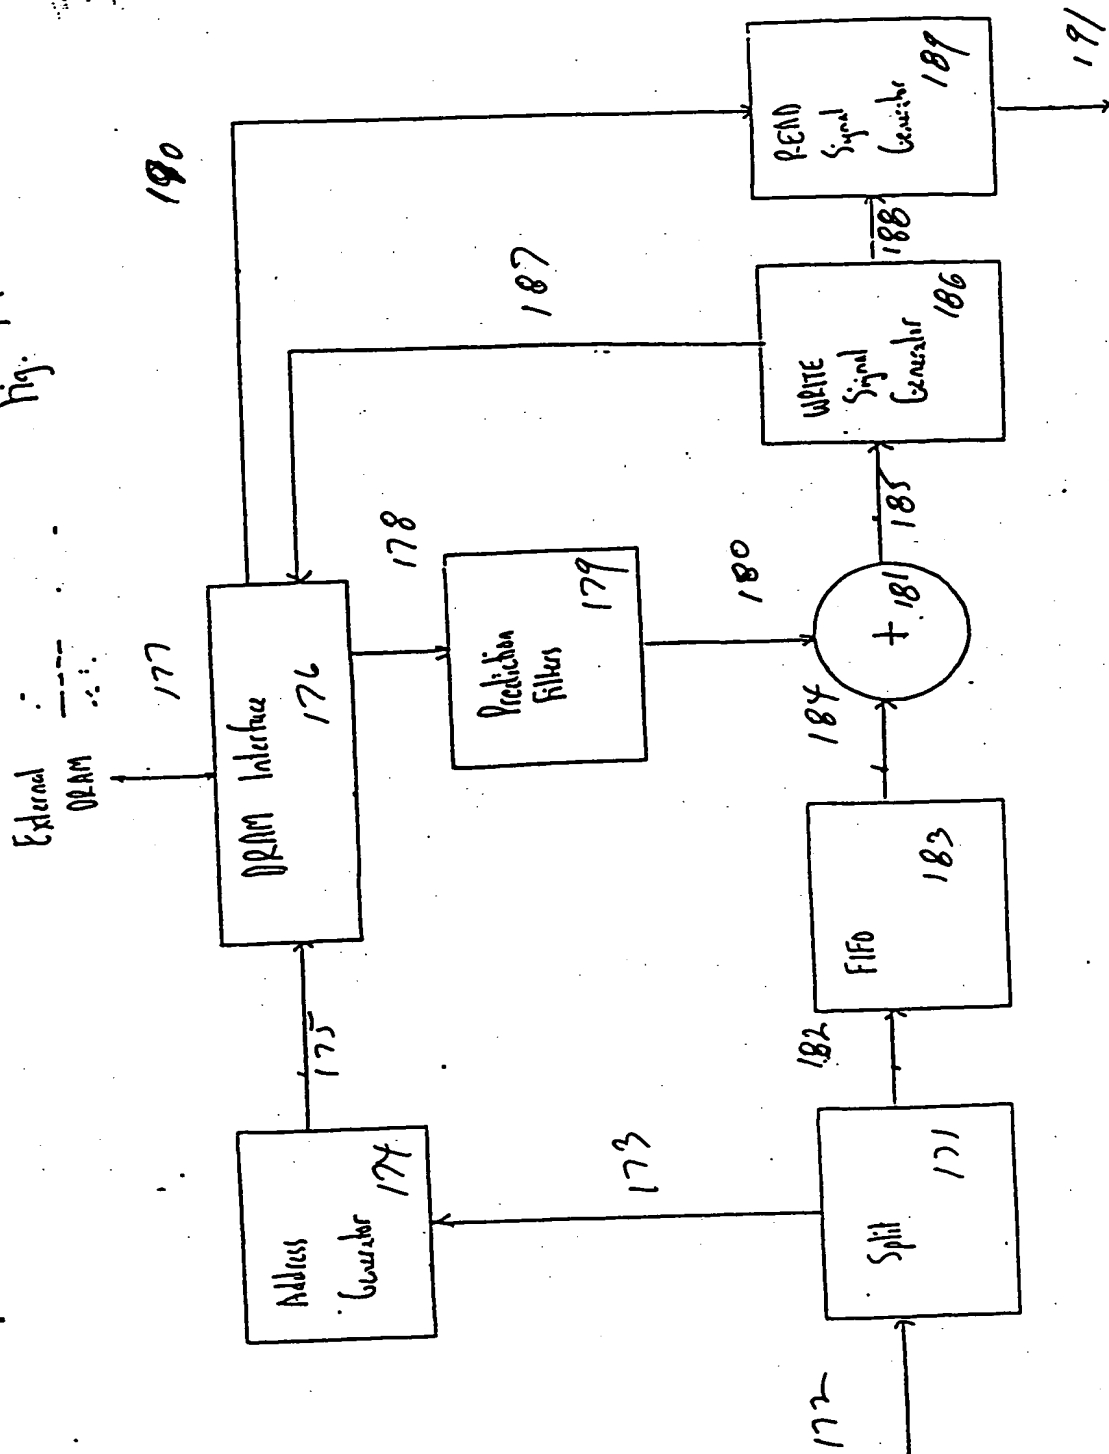 Fig.
External
DRAM
177
DRAM Interface
176
190
187
178
175
Address
Generator
174
Prediction
Filters
179
173
180
172
Split
171
182
FIFO
183
184
+
181
185
WRITE
Signal
Generator
186
188
READ
Signal
Generator
189
191